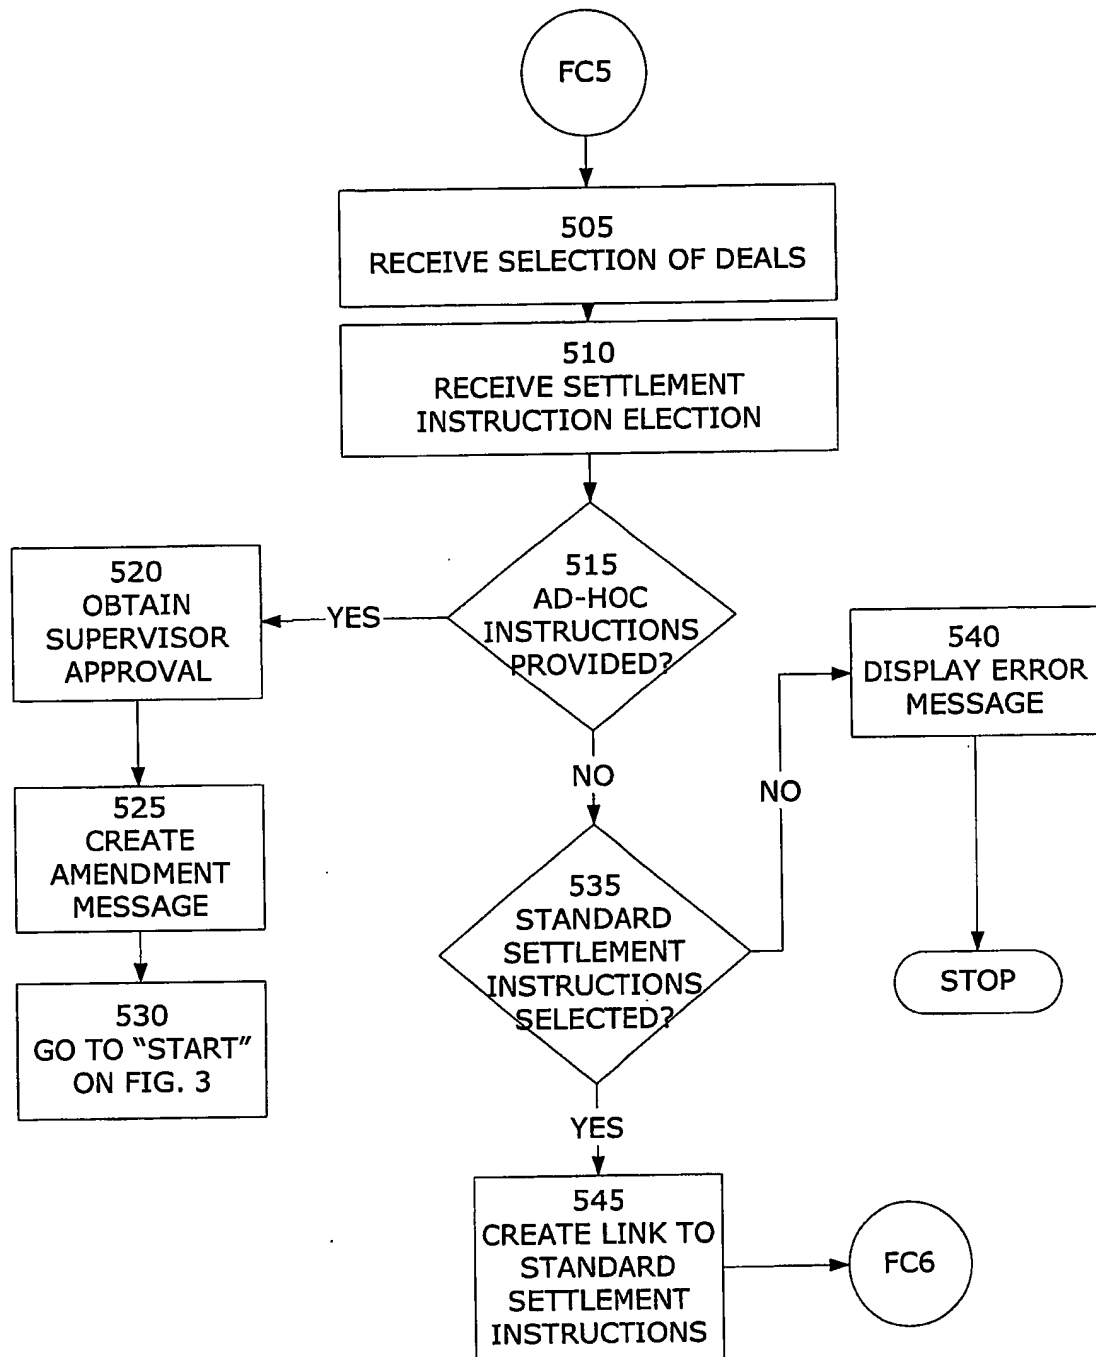 FC5
505
RECEIVE SELECTION OF DEALS
510
RECEIVE SETTLEMENT
INSTRUCTION ELECTION
515
AD-HOC
INSTRUCTIONS
PROVIDED?
YES
520
OBTAIN
SUPERVISOR
APPROVAL
525
CREATE
AMENDMENT
MESSAGE
530
GO TO “START”
ON FIG. 3
NO
535
STANDARD
SETTLEMENT
INSTRUCTIONS
SELECTED?
NO
540
DISPLAY ERROR
MESSAGE
STOP
YES
545
CREATE LINK TO
STANDARD
SETTLEMENT
INSTRUCTIONS
FC6